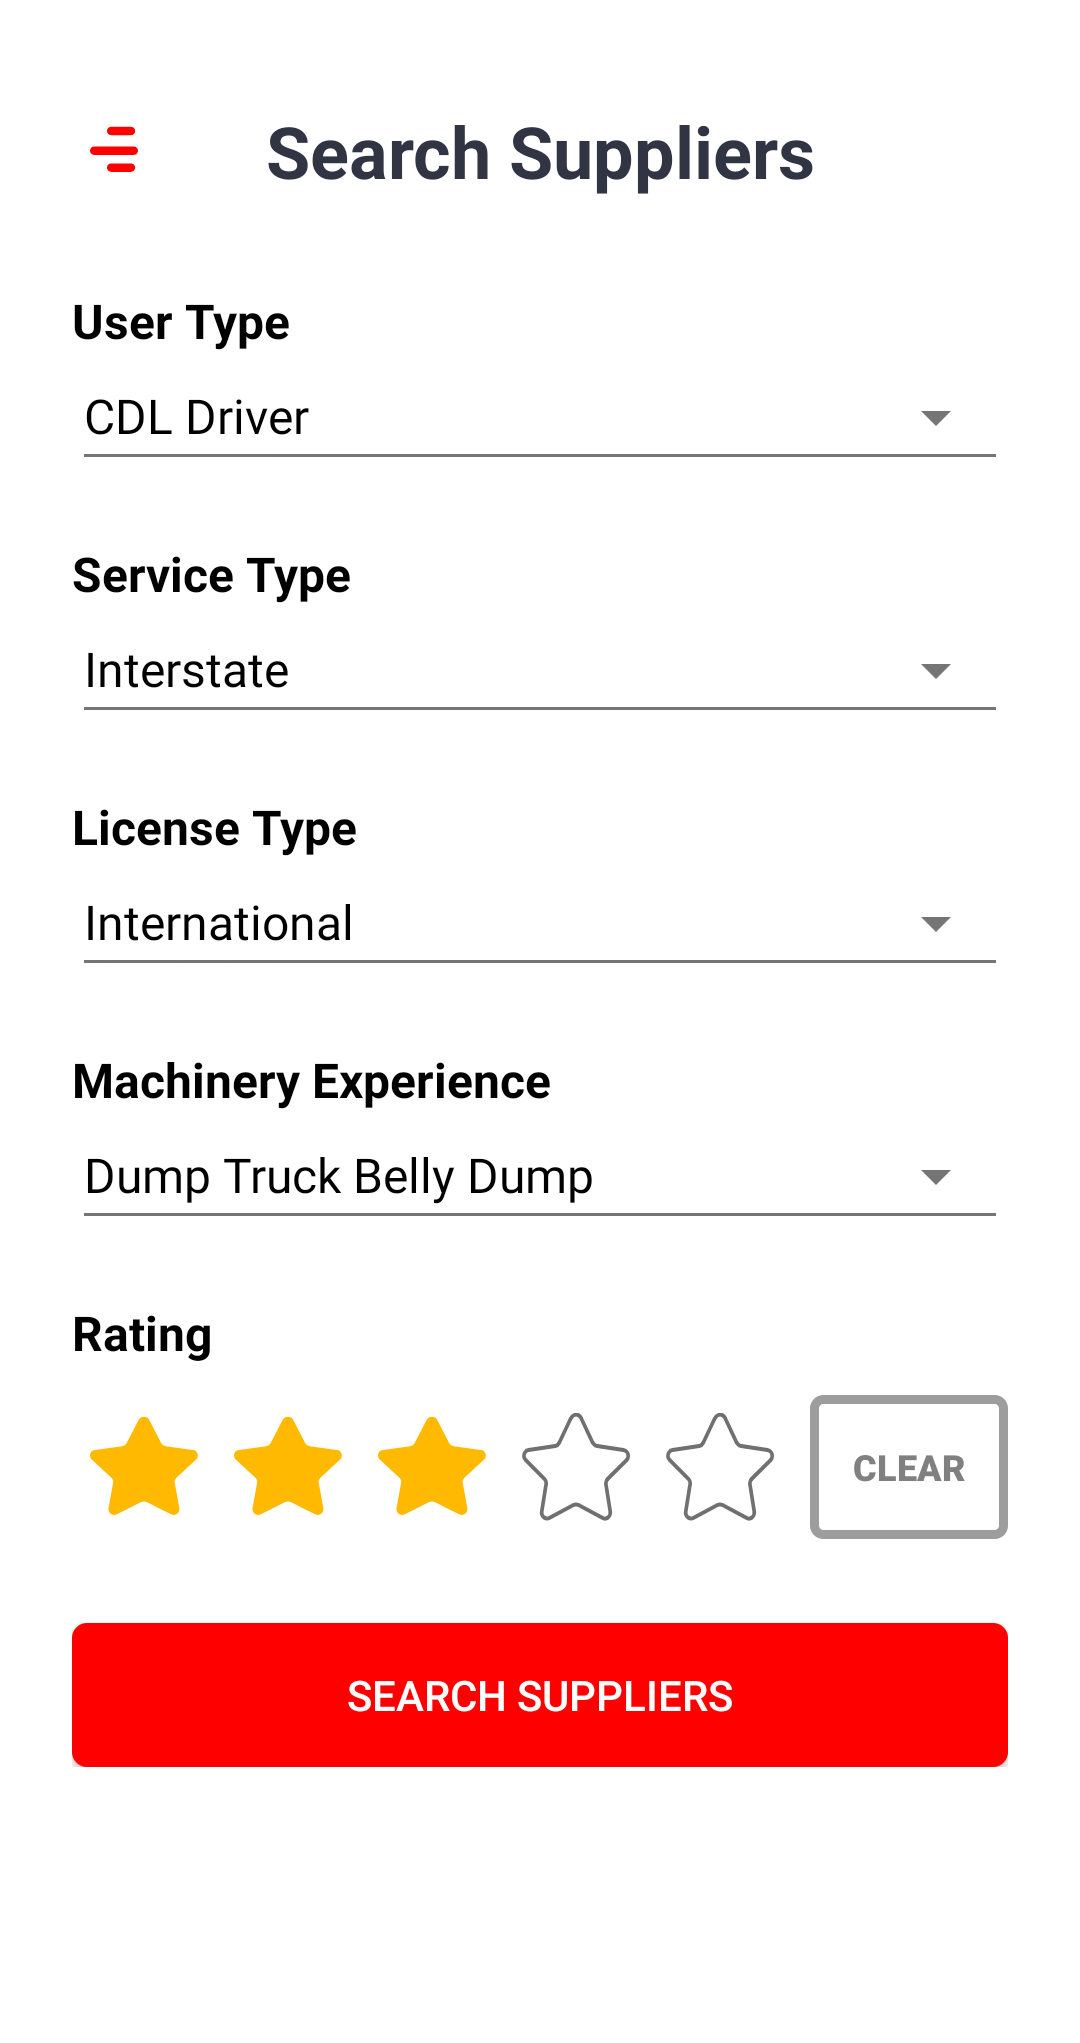 Search Suppliers
User Type
CDL Driver
Service Type
Interstate
License Type
International
Machinery Experience
Dump Truck Belly Dump
Rating
CLEAR
SEARCH SUPPLIERS